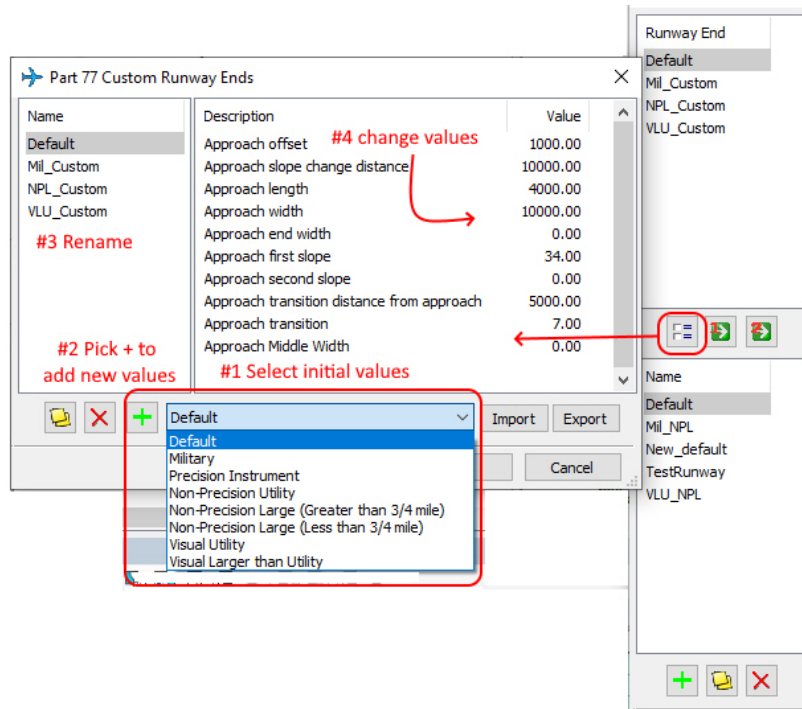 Part 77 Custom Runway Ends
Name
Default
Mil_Custom
NPL_Custom
VLU_Custom
#3 Rename
#2 Pick + to
add new values
Description Value
Approach offset 1000.00
Approach slope change distance 10000.00
Approach length 4000.00
Approach width 10000.00
Approach end width 0.00
Approach first slope 34.00
Approach second slope 0.00
Approach transition distance from approach 5000.00
Approach transition 7.00
Approach Middle Width 0.00
#4 change values
#1 Select initial values
Default
Import
Export
Default
Military
Precision Instrument
Non-Precision Utility
Non-Precision Large (Greater than 3/4 mile)
Non-Precision Large (Less than 3/4 mile)
Visual Utility
Visual Larger than Utility
Cancel
Runway End
Default
Mil_Custom
NPL_Custom
VLU_Custom
1
2
Name
Default
Mil_NPL
New_default
TestRunway
VLU_NPL